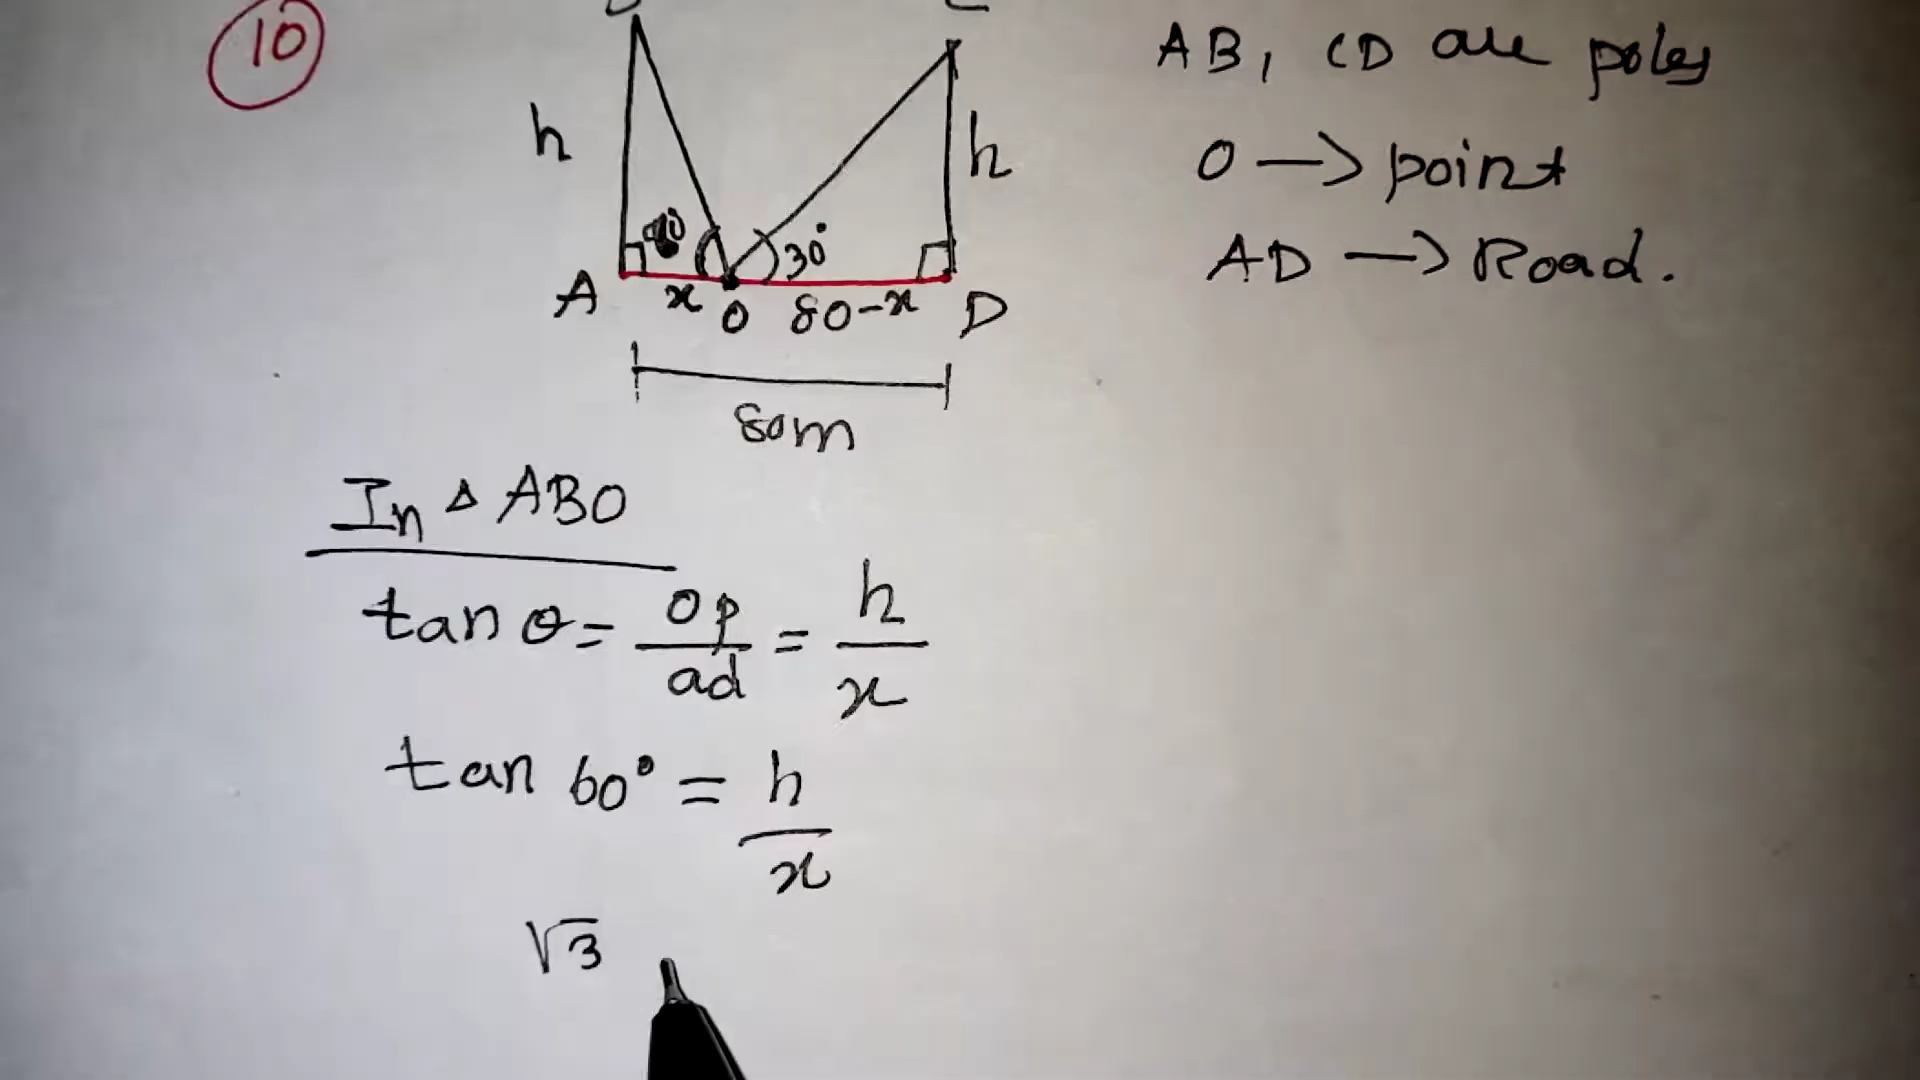 10
AB, CD are poles
h
h
O → point
30°
AD → Road.
A x O 80-x D
80m
In △ ABO
tan θ = op/ad = h/x
tan 60° = h/x
√3